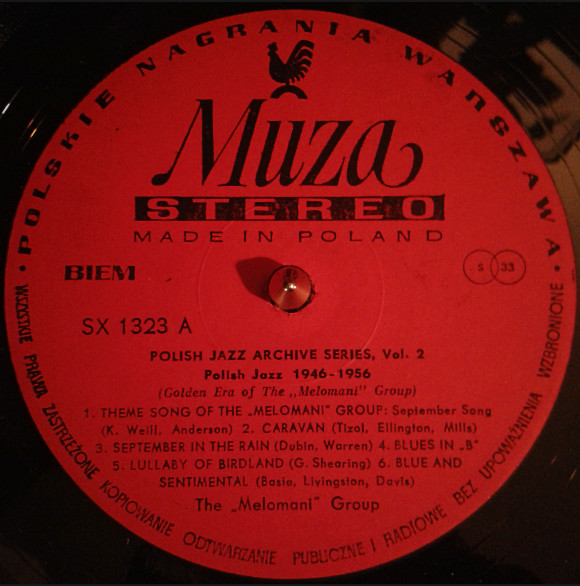 • POLSKIE NAGRANIA WARSZAWA •
Muza
STEREO
MADE IN POLAND
BIEM
S 33
SX 1323 A
POLISH JAZZ ARCHIVE SERIES, Vol. 2
Polish Jazz 1946-1956
(Golden Era of The „Melomani" Group)
1. THEME SONG OF THE „MELOMANI" GROUP: September Song
(K. Weill, Anderson) 2. CARAVAN (Tizol, Ellington, Mills)
3. SEPTEMBER IN THE RAIN (Dubin, Warren) 4. BLUES IN „B"
5. LULLABY OF BIRDLAND (G. Shearing) 6. BLUE AND
SENTIMENTAL (Basie, Livingston, Davis)
The „Melomani" Group
WSZYSTKIE PRAWA ZASTRZEŻONE KOPIOWANIE ODTWARZANIE PUBLICZNE I RADIOWE BEZ UPOWAŻNIENIA WZBRONIONE